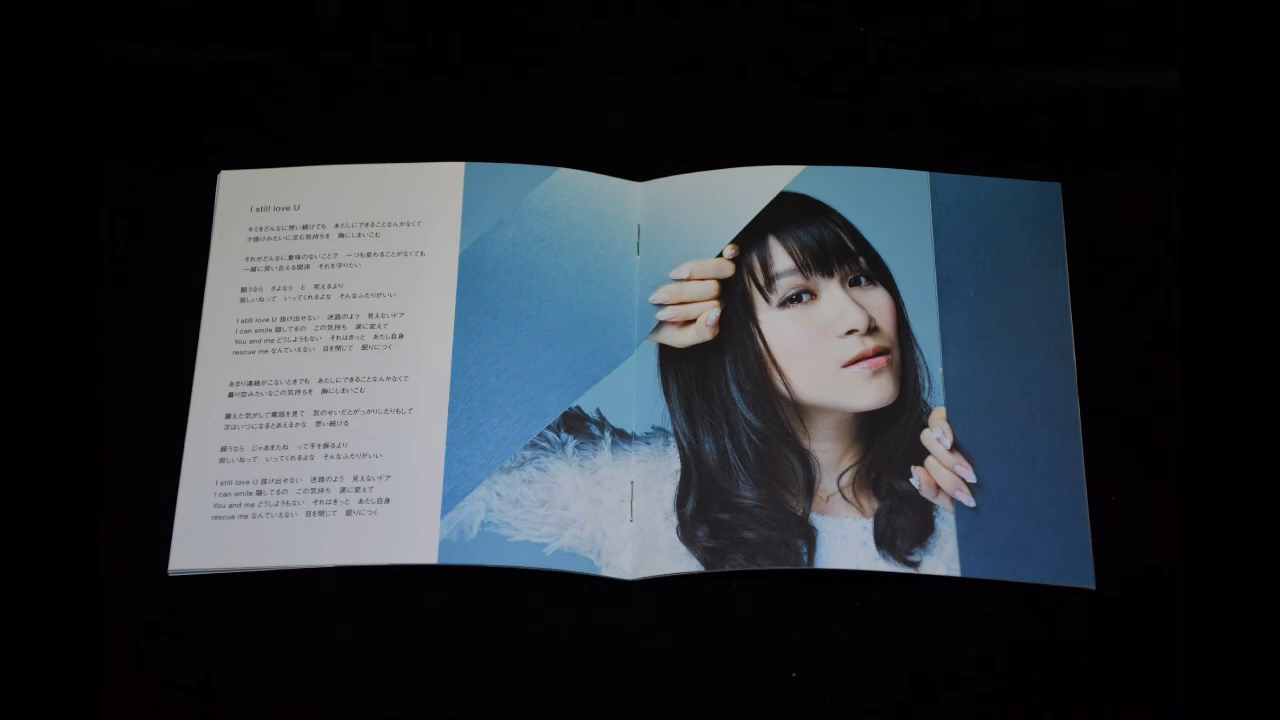 I still love U
キミをどんなに想い続けても　あたしにできることなんかなくて
夕焼けみたいに沈む気持ちを　胸にしまいこむ
それがどんなに意味のないことで　一つも変わることがなくても
一緒に笑い合える関係　それを守りたい
願うなら　さよなら　と　笑えるより
寂しいねって　いってくれるよな　そんなふたりがいい
I still love U 抜け出せない　迷路のよう　見えないドア
I can smile 隠してるの　この気持ち　涙に変えて
You and me どうしようもない　それはきっと　あたし自身
rescue me なんていえない　目を閉じて　眠りにつく
あまり連絡がこないときでも　あたしにできることなんかなくて
曇り空みたいなこの気持ちを　胸にしまいこむ
震えた気がして電話を見て　気のせいだとがっかりしたりもして
次はいつになるとあえるかな　思い続ける
願うなら　じゃあまたね　って手を振るより
寂しいねって　いってくれるよな　そんなふたりがいい
I still love U 抜け出せない　迷路のよう　見えないドア
I can smile 隠してるの　この気持ち　涙に変えて
You and me どうしようもない　それはきっと　あたし自身
rescue me なんていえない　目を閉じて　眠りにつく